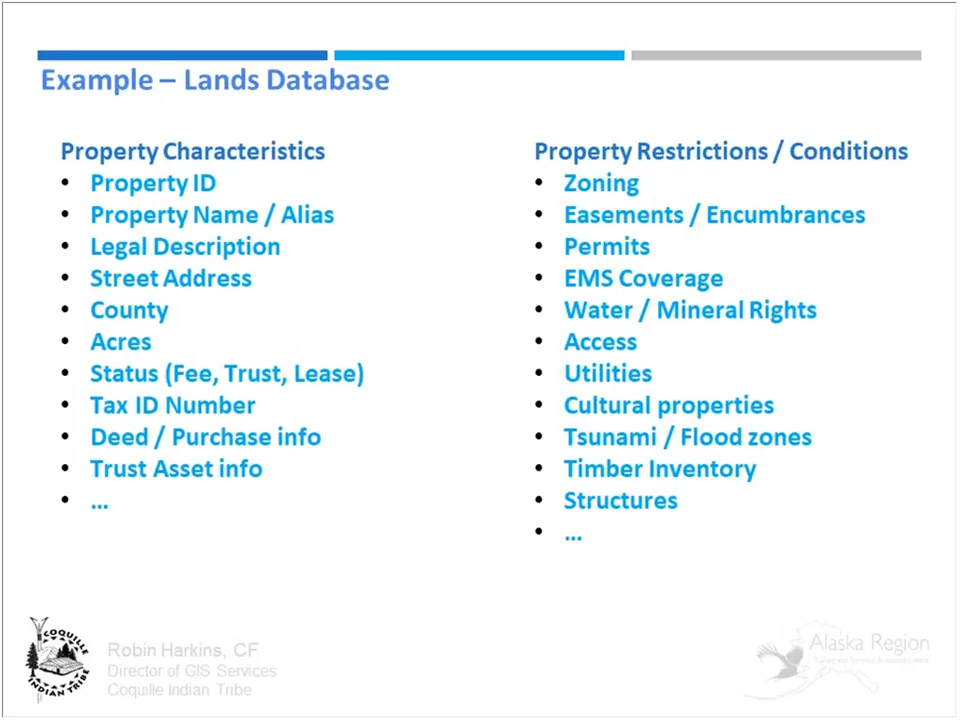 Example – Lands Database
Property Characteristics
• Property ID
• Property Name / Alias
• Legal Description
• Street Address
• County
• Acres
• Status (Fee, Trust, Lease)
• Tax ID Number
• Deed / Purchase info
• Trust Asset info
• ...
Property Restrictions / Conditions
• Zoning
• Easements / Encumbrances
• Permits
• EMS Coverage
• Water / Mineral Rights
• Access
• Utilities
• Cultural properties
• Tsunami / Flood zones
• Timber Inventory
• Structures
• ...
COQUILLE
INDIAN TRIBE
Robin Harkins, CF
Director of GIS Services
Coquille Indian Tribe
Alaska Region